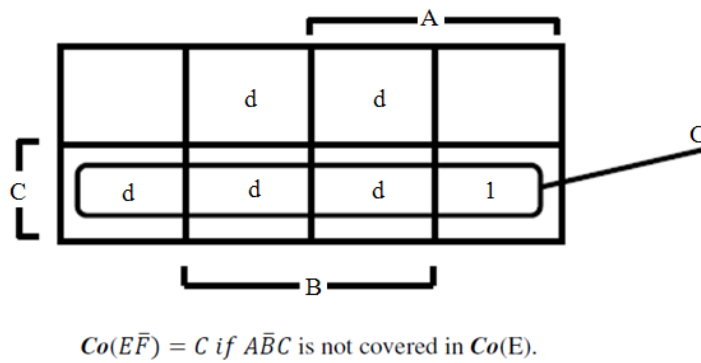 A
d d
C
C d d d 1
B
Co(EF̄) = C if AB̄C is not covered in Co(E).